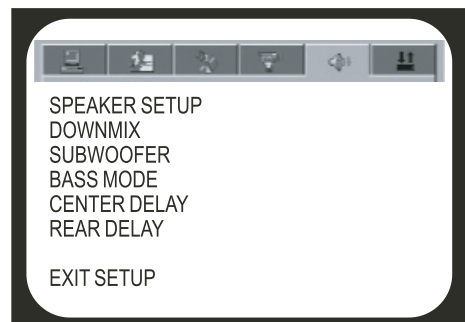 SPEAKER SETUP
DOWNMIX
SUBWOOFER
BASS MODE
CENTER DELAY
REAR DELAY
EXIT SETUP